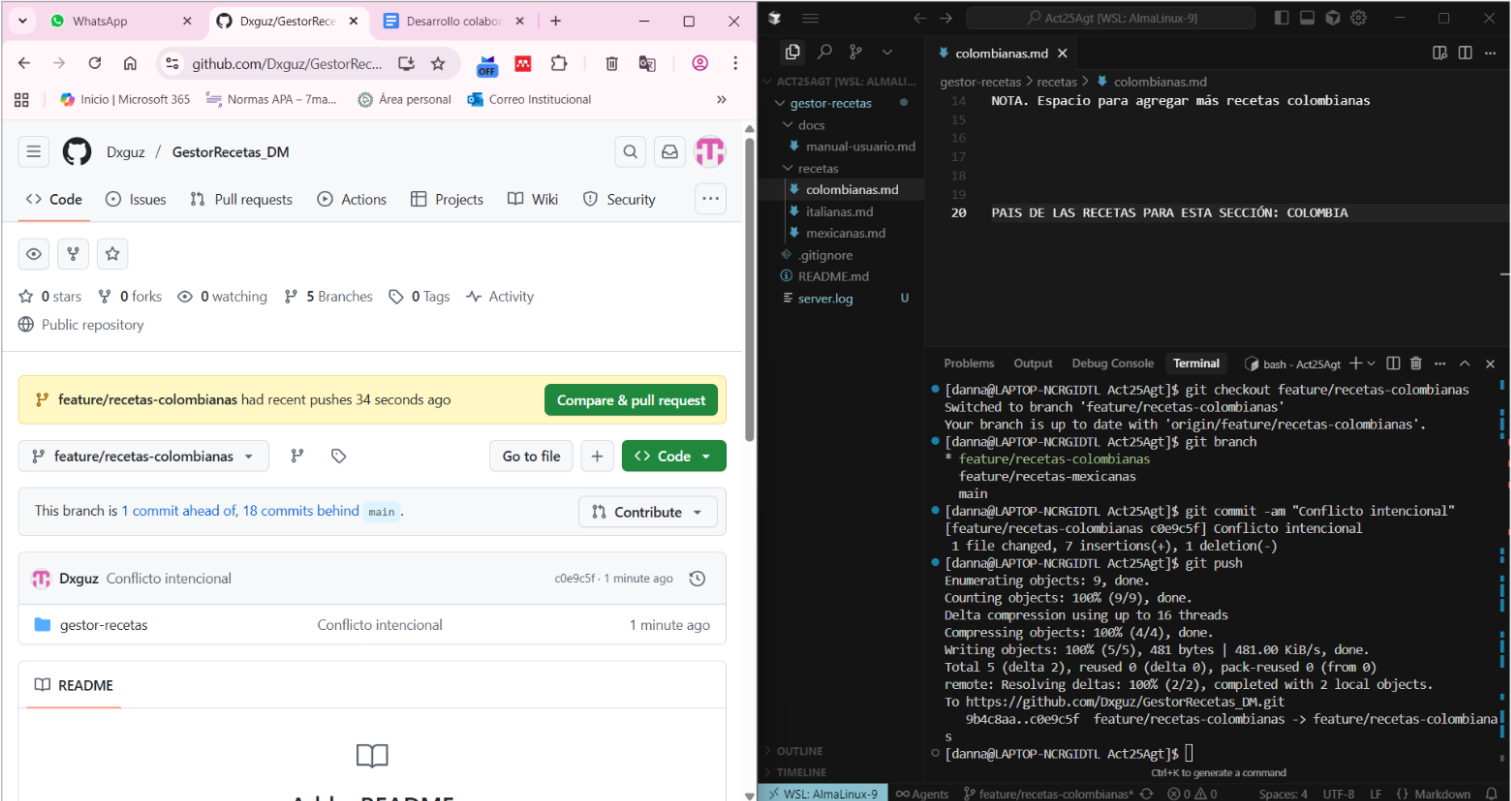 WhatsApp
Dxguz/GestorRece
Desarrollo colabor
github.com/Dxguz/GestorRec...
OFF
Inicio | Microsoft 365
Normas APA – 7ma...
Área personal
Correo Institucional
»
Dxguz / GestorRecetas_DM
<> Code
Issues
Pull requests
Actions
Projects
Wiki
Security
0 stars
0 forks
0 watching
5 Branches
0 Tags
Activity
Public repository
feature/recetas-colombianas had recent pushes 34 seconds ago
Compare & pull request
feature/recetas-colombianas
Go to file
<> Code
This branch is 1 commit ahead of, 18 commits behind main .
Contribute
Dxguz Conflicto intencional
c0e9c5f · 1 minute ago
gestor-recetas
Conflicto intencional
1 minute ago
README
Act25Agt [WSL: AlmaLinux-9]
ACT25AGT [WSL: ALMALI...
gestor-recetas
docs
manual-usuario.md
recetas
colombianas.md
italianas.md
mexicanas.md
.gitignore
README.md
server.log U
OUTLINE
TIMELINE
colombianas.md
gestor-recetas > recetas > colombianas.md
14 NOTA. Espacio para agregar más recetas colombianas
15
16
17
18
19
20 PAIS DE LAS RECETAS PARA ESTA SECCIÓN: COLOMBIA
Problems
Output
Debug Console
Terminal
bash - Act25Agt
[danna@LAPTOP-NCRGIDTL Act25Agt]$ git checkout feature/recetas-colombianas
Switched to branch 'feature/recetas-colombianas'
Your branch is up to date with 'origin/feature/recetas-colombianas'.
[danna@LAPTOP-NCRGIDTL Act25Agt]$ git branch
* feature/recetas-colombianas
feature/recetas-mexicanas
main
[danna@LAPTOP-NCRGIDTL Act25Agt]$ git commit -am "Conflicto intencional"
[feature/recetas-colombianas c0e9c5f] Conflicto intencional
1 file changed, 7 insertions(+), 1 deletion(-)
[danna@LAPTOP-NCRGIDTL Act25Agt]$ git push
Enumerating objects: 9, done.
Counting objects: 100% (9/9), done.
Delta compression using up to 16 threads
Compressing objects: 100% (4/4), done.
Writing objects: 100% (5/5), 481 bytes | 481.00 KiB/s, done.
Total 5 (delta 2), reused 0 (delta 0), pack-reused 0 (from 0)
remote: Resolving deltas: 100% (2/2), completed with 2 local objects.
To https://github.com/Dxguz/GestorRecetas_DM.git
9b4c8aa..c0e9c5f feature/recetas-colombianas -> feature/recetas-colombiana
s
[danna@LAPTOP-NCRGIDTL Act25Agt]$
Ctrl+K to generate a command
WSL: AlmaLinux-9
Agents
feature/recetas-colombianas*
0 0
Spaces: 4
UTF-8
LF
{} Markdown